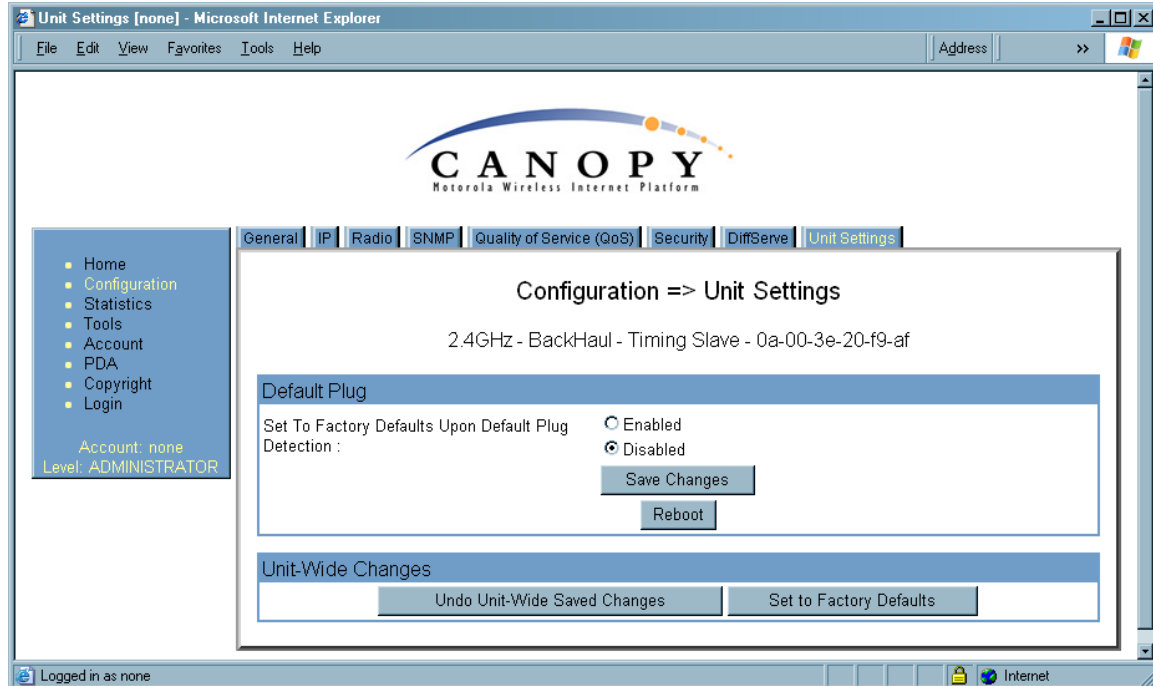 Unit Settings [none] - Microsoft Internet Explorer
File Edit View Favorites Tools Help Address »
CANOPY
Motorola Wireless Internet Platform
General IP Radio SNMP Quality of Service (QoS) Security DiffServe Unit Settings
Home
Configuration
Statistics
Tools
Account
PDA
Copyright
Login
Account: none
Level: ADMINISTRATOR
Configuration => Unit Settings
2.4GHz - BackHaul - Timing Slave - 0a-00-3e-20-f9-af
Default Plug
Set To Factory Defaults Upon Default Plug
Detection :
Enabled
Disabled
Save Changes
Reboot
Unit-Wide Changes
Undo Unit-Wide Saved Changes Set to Factory Defaults
Logged in as none Internet